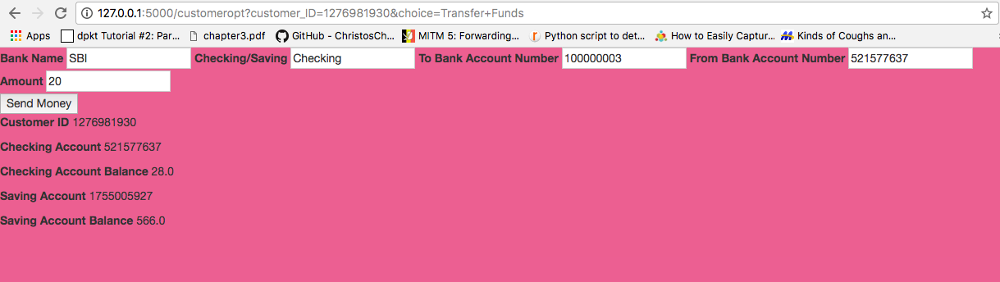 127.0.0.1:5000/customeropt?customer_ID=1276981930&choice=Transfer+Funds
Apps dpkt Tutorial #2: Par... chapter3.pdf GitHub - ChristosCh... MITM 5: Forwarding... Python script to det... How to Easily Captur... Kinds of Coughs an...
Bank Name SBI Checking/Saving Checking To Bank Account Number 100000003 From Bank Account Number 521577637
Amount 20
Send Money
Customer ID 1276981930
Checking Account 521577637
Checking Account Balance 28.0
Saving Account 1755005927
Saving Account Balance 566.0